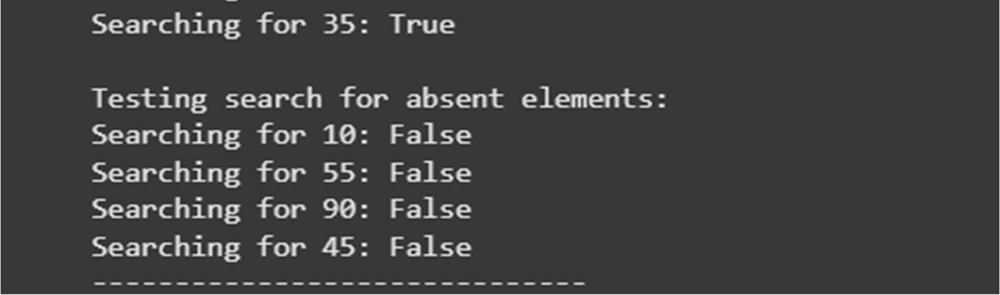 Searching for 35: True
Testing search for absent elements:
Searching for 10: False
Searching for 55: False
Searching for 90: False
Searching for 45: False
------------------------------